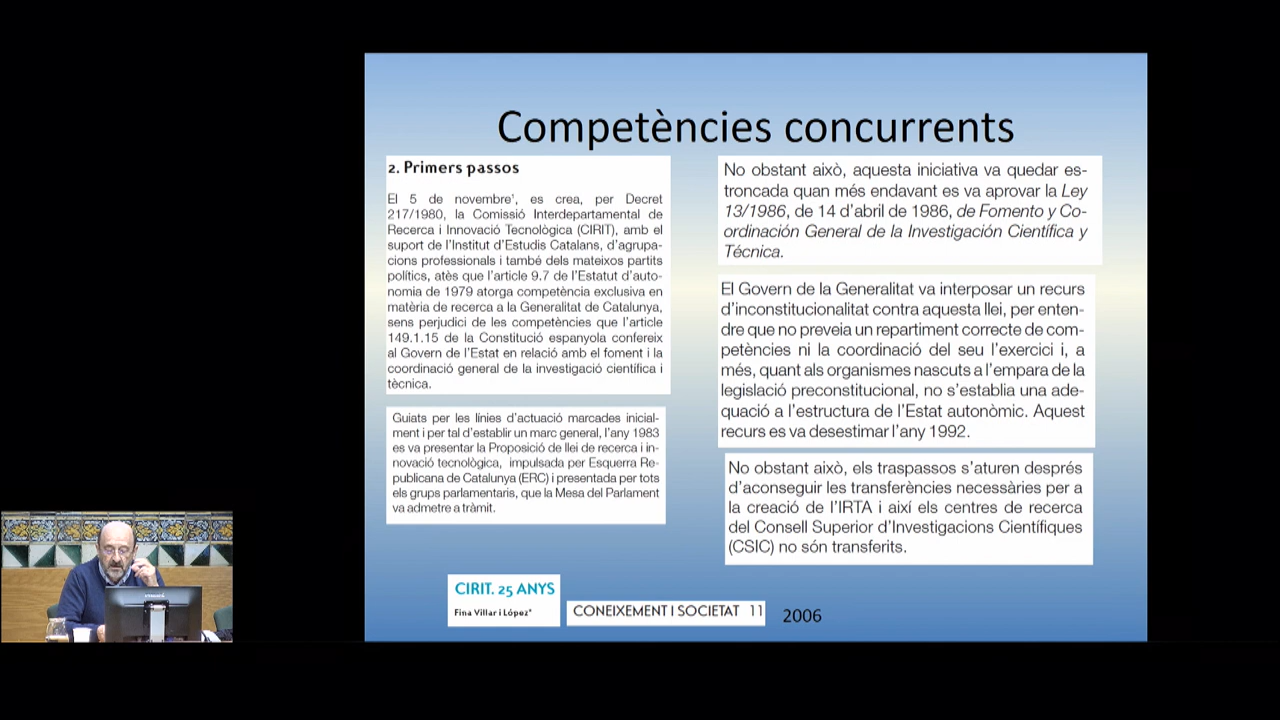 Competències concurrents
2. Primers passos
El 5 de novembre¹, es crea, per Decret
217/1980, la Comissió Interdepartamental de
Recerca i Innovació Tecnològica (CIRIT), amb el
suport de l'Institut d'Estudis Catalans, d'agrupa-
cions professionals i també dels mateixos partits
polítics, atès que l'article 9.7 de l'Estatut d'auto-
nomia de 1979 atorga competència exclusiva en
matèria de recerca a la Generalitat de Catalunya,
sens perjudici de les competències que l'article
149.1.15 de la Constitució espanyola confereix
al Govern de l'Estat en relació amb el foment i la
coordinació general de la investigació científica i
tècnica.
Guiats per les línies d'actuació marcades inicial-
ment i per tal d'establir un marc general, l'any 1983
es va presentar la Proposició de llei de recerca i in-
novació tecnològica, impulsada per Esquerra Re-
publicana de Catalunya (ERC) i presentada per tots
els grups parlamentaris, que la Mesa del Parlament
va admetre a tràmit.
No obstant això, aquesta iniciativa va quedar es-
troncada quan més endavant es va aprovar la Ley
13/1986, de 14 d'abril de 1986, de Fomento y Co-
ordinación General de la Investigación Científica y
Técnica.
El Govern de la Generalitat va interposar un recurs
d'inconstitucionalitat contra aquesta llei, per enten-
dre que no preveia un repartiment correcte de com-
petències ni la coordinació del seu l'exercici i, a
més, quant als organismes nascuts a l'empara de la
legislació preconstitucional, no s'establia una ade-
quació a l'estructura de l'Estat autonòmic. Aquest
recurs es va desestimar l'any 1992.
No obstant això, els traspassos s'aturen després
d'aconseguir les transferències necessàries per a
la creació de l'IRTA i així els centres de recerca
del Consell Superior d'Investigacions Científiques
(CSIC) no són transferits.
CIRIT. 25 ANYS
Fina Villar i López*
CONEIXEMENT I SOCIETAT 11
2006